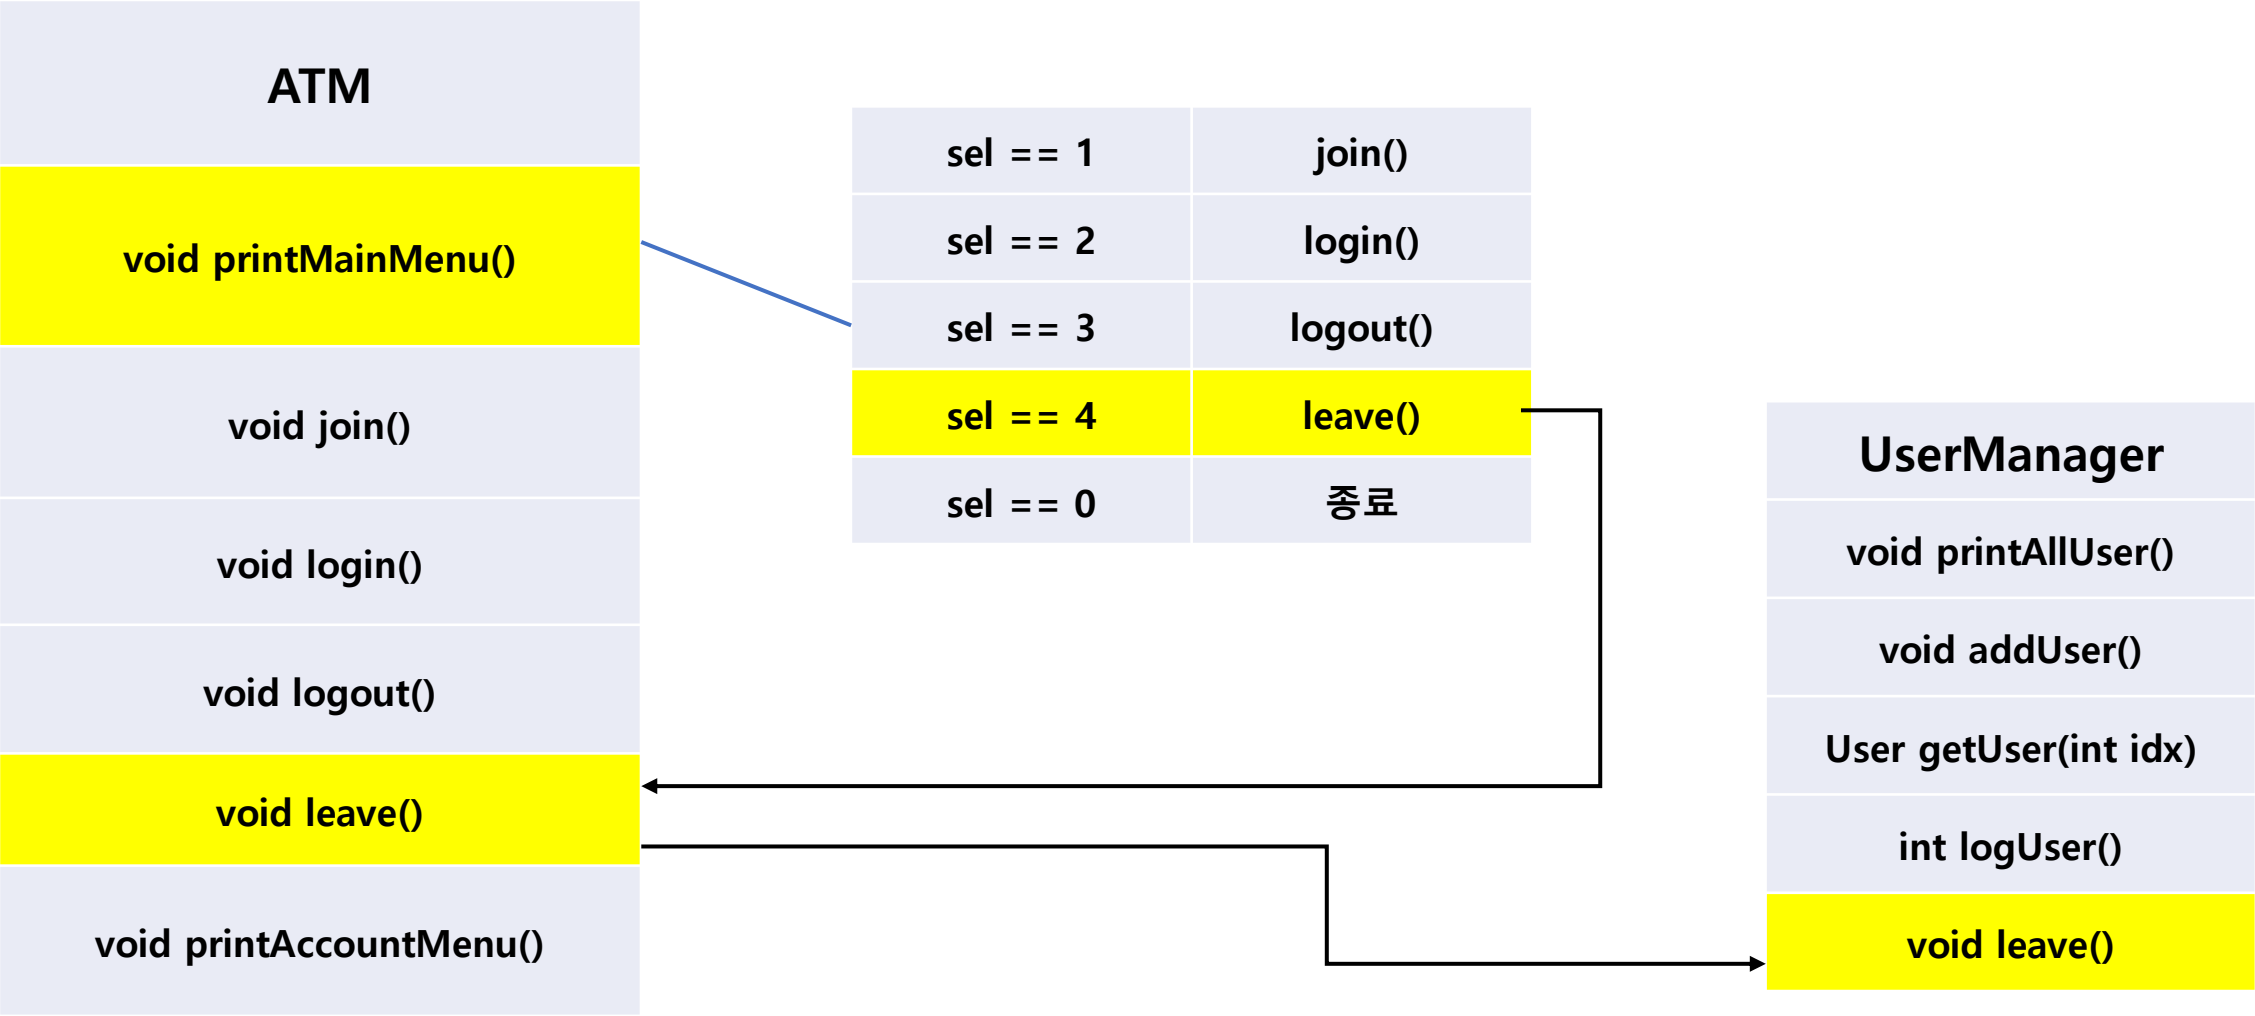 ATM
void printMainMenu()
void join()
void login()
void logout()
void leave()
void printAccountMenu()
sel == 1 join()
sel == 2 login()
sel == 3 logout()
sel == 4 leave()
sel == 0 종료
UserManager
void printAllUser()
void addUser()
User getUser(int idx)
int logUser()
void leave()